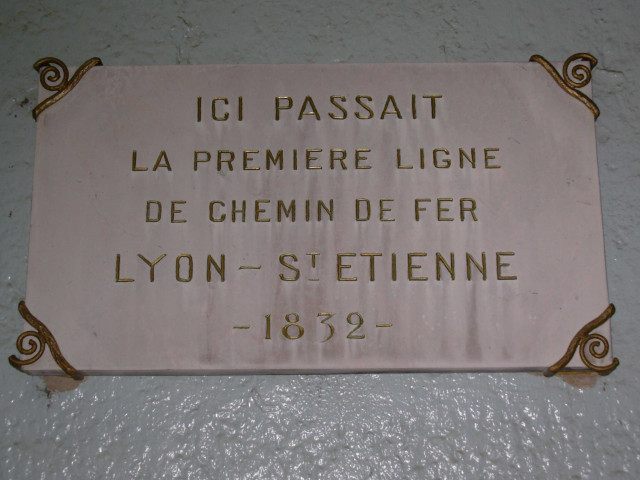 ICI PASSAIT
LA PREMIERE LIGNE
DE CHEMIN DE FER
LYON - ST ETIENNE
- 1832 -